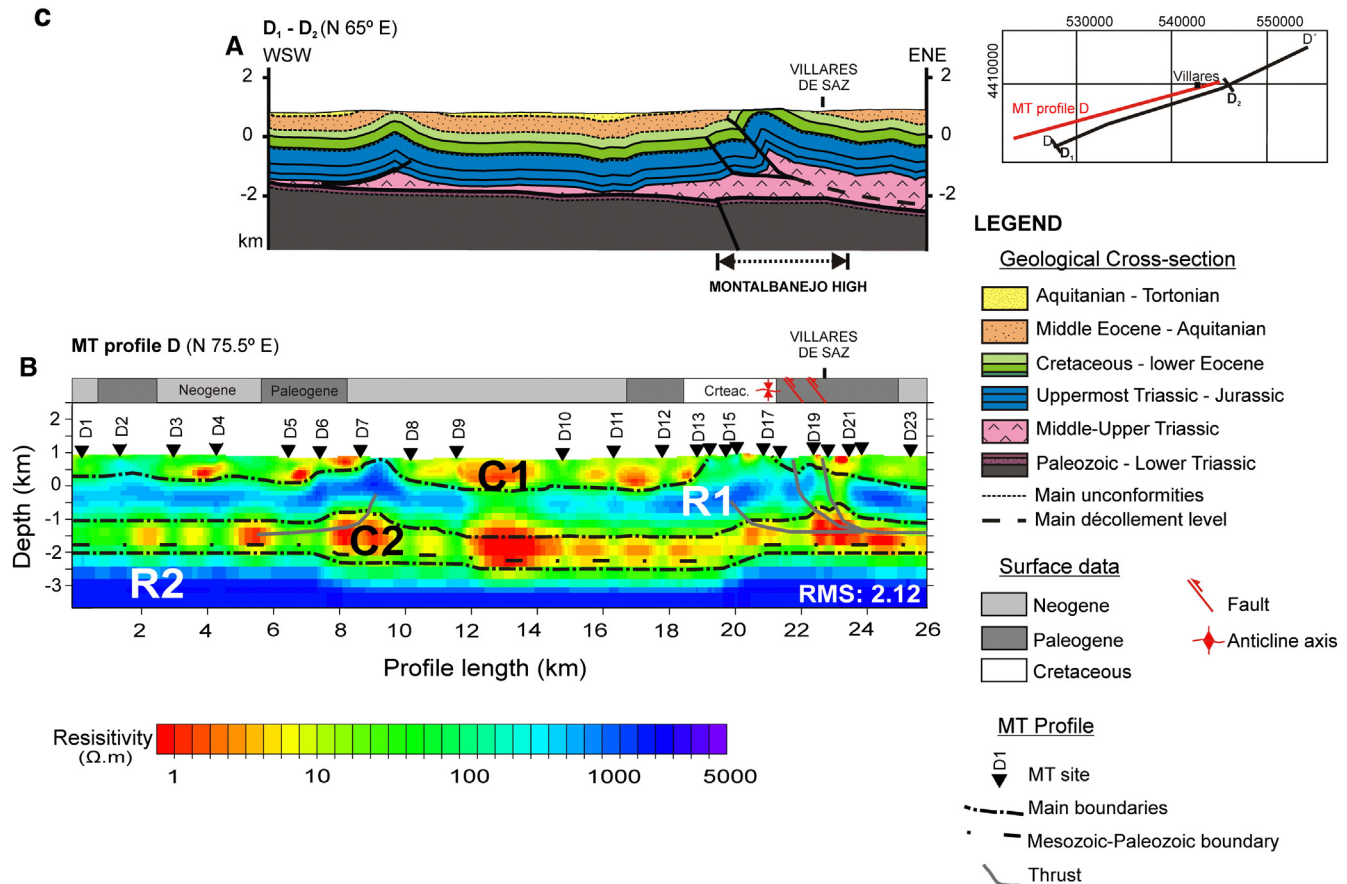 C
D₁ - D₂ (N 65º E)
A
WSW
ENE
VILLARES
DE SAZ
2
0
-2
km
2
0
-2
MONTALBANEJO HIGH
530000
540000
550000
4410000
D´
Villares
D₂
MT profile D
D
D₁
LEGEND
Geological Cross-section
Aquitanian - Tortonian
Middle Eocene - Aquitanian
Cretaceous - lower Eocene
Uppermost Triassic - Jurassic
Middle-Upper Triassic
Paleozoic - Lower Triassic
Main unconformities
Main décollement level
Surface data
Neogene
Paleogene
Cretaceous
Fault
Anticline axis
MT Profile
D1
MT site
Main boundaries
Mesozoic-Paleozoic boundary
Thrust
VILLARES
DE SAZ
B
MT profile D (N 75.5º E)
Neogene
Paleogene
Crteac.
D1
D2
D3
D4
D5
D6
D7
D8
D9
D10
D11
D12
D13
D15
D17
D19
D21
D23
Depth (km)
2
1
0
-1
-2
-3
C1
R1
C2
R2
RMS: 2.12
2
4
6
8
10
12
14
16
18
20
22
24
26
Profile length (km)
Resisitivity
(Ω.m)
1
10
100
1000
5000